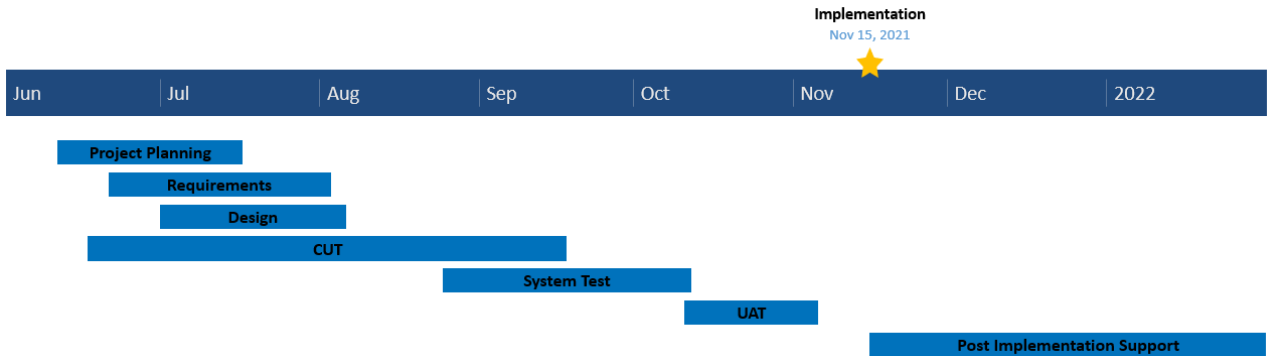 Implementation
Nov 15, 2021
Jun Jul Aug Sep Oct Nov Dec 2022
Project Planning
Requirements
Design
CUT
System Test
UAT
Post Implementation Support